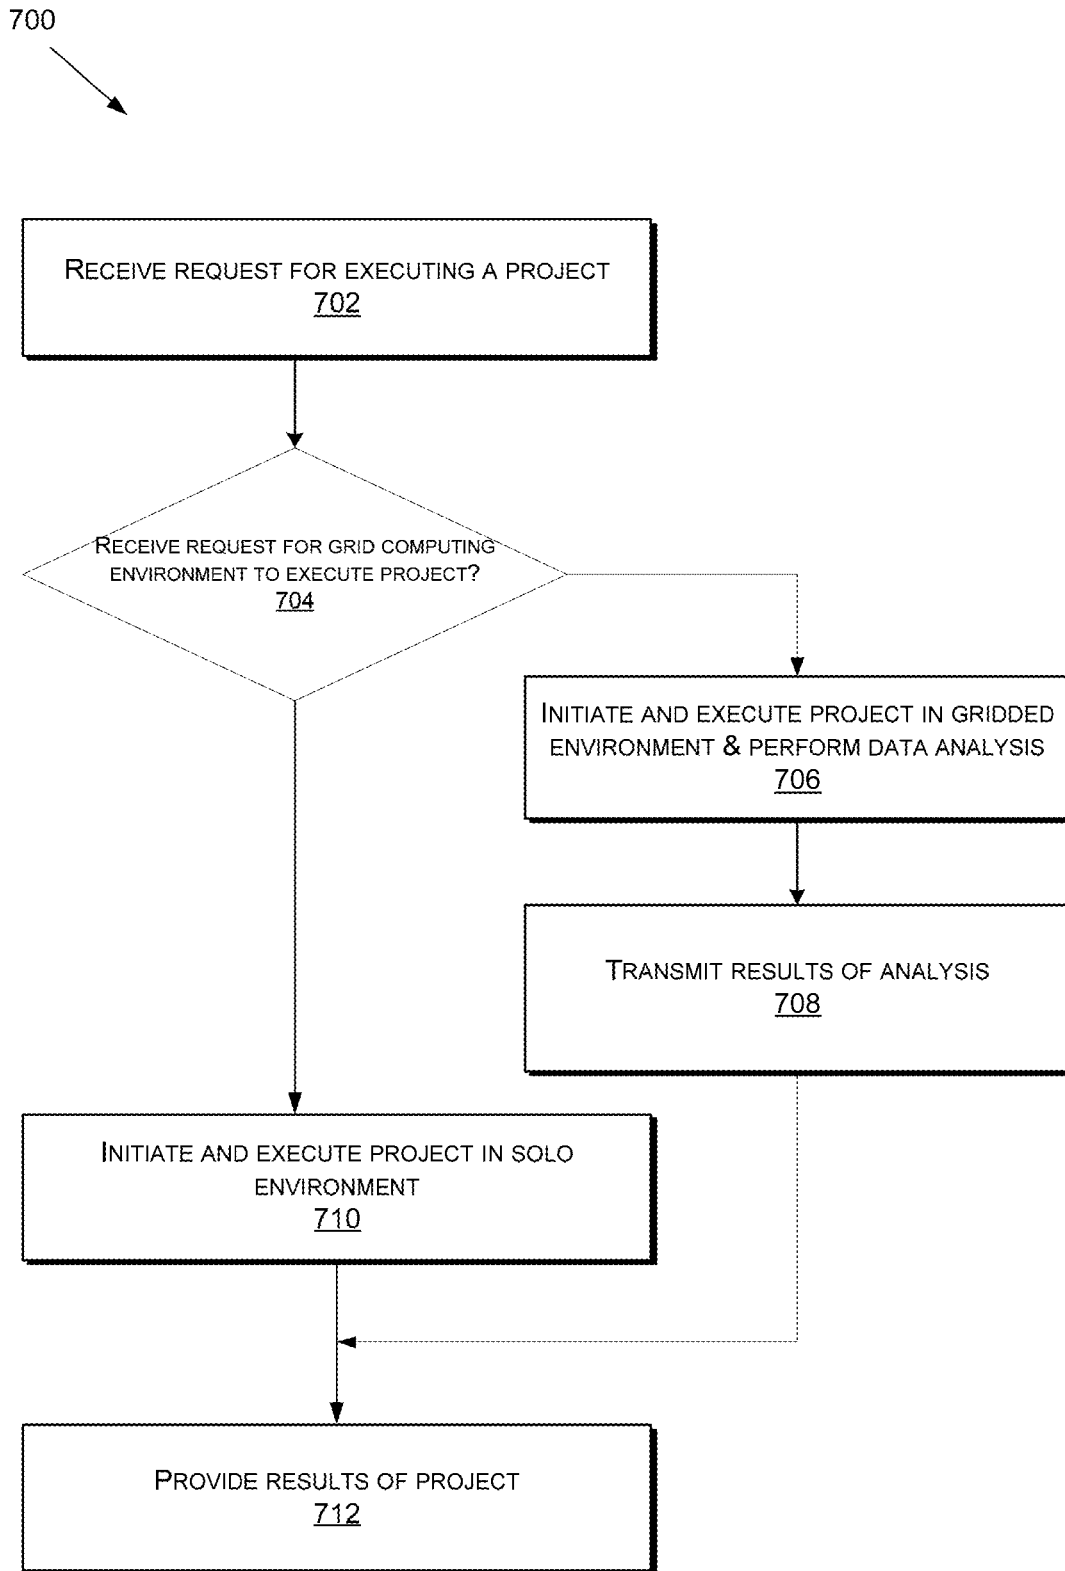 700
RECEIVE REQUEST FOR EXECUTING A PROJECT
702
RECEIVE REQUEST FOR GRID COMPUTING
ENVIRONMENT TO EXECUTE PROJECT?
704
INITIATE AND EXECUTE PROJECT IN GRIDDED
ENVIRONMENT & PERFORM DATA ANALYSIS
706
TRANSMIT RESULTS OF ANALYSIS
708
INITIATE AND EXECUTE PROJECT IN SOLO
ENVIRONMENT
710
PROVIDE RESULTS OF PROJECT
712